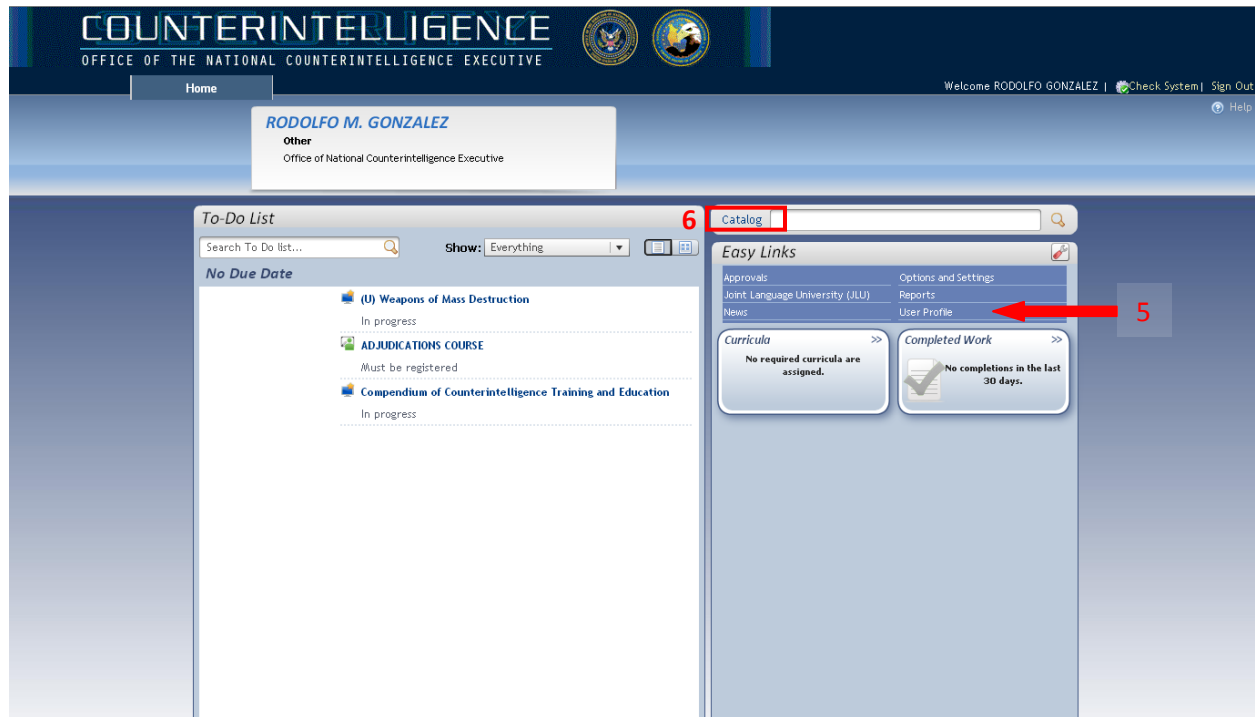 COUNTERINTELLIGENCE
OFFICE OF THE NATIONAL COUNTERINTELLIGENCE EXECUTIVE
Home
Welcome RODOLFO GONZALEZ | Check System | Sign Out
Help
RODOLFO M. GONZALEZ
Other
Office of National Counterintelligence Executive
To-Do List
Search To Do list...
Show: Everything
No Due Date
(U) Weapons of Mass Destruction
In progress
ADJUDICATIONS COURSE
Must be registered
Compendium of Counterintelligence Training and Education
In progress
6
Catalog
Easy Links
Approvals
Options and Settings
Joint Language University (JLU)
Reports
News
User Profile
5
Curricula >>
No required curricula are
assigned.
Completed Work >>
No completions in the last
30 days.